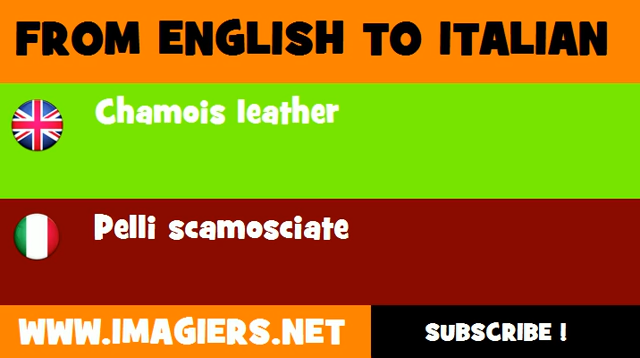 FROM ENGLISH TO ITALIAN
Chamois leather
Pelli scamosciate
WWW.IMAGIERS.NET
SUBSCRIBE !